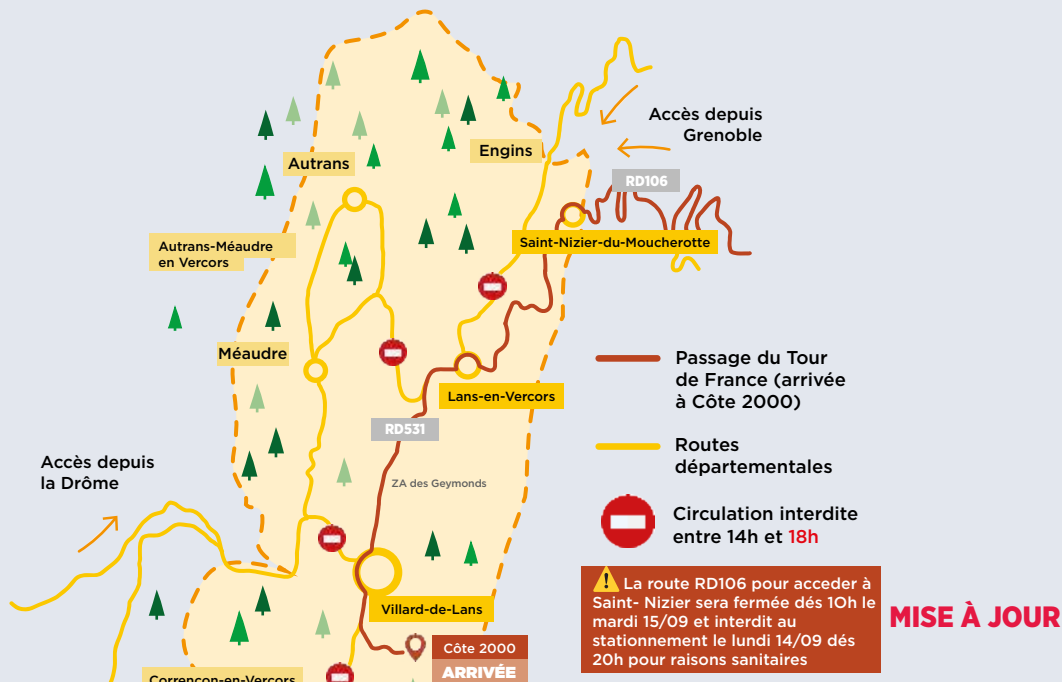 Accès depuis
Grenoble
Engins
RD106
Autrans
Saint-Nizier-du-Moucherotte
Autrans-Méaudre
en Vercors
Méaudre
Passage du Tour
de France (arrivée
à Côte 2000)
Lans-en-Vercors
RD531
Routes
départementales
Accès depuis
la Drôme
ZA des Geymonds
Circulation interdite
entre 14h et 18h
! La route RD106 pour acceder à
Saint- Nizier sera fermée dés 10h le
mardi 15/09 et interdit au
stationnement le lundi 14/09 dés
20h pour raisons sanitaires
MISE À JOUR
Villard-de-Lans
Côte 2000
ARRIVÉE
Corrençon-en-Vercors